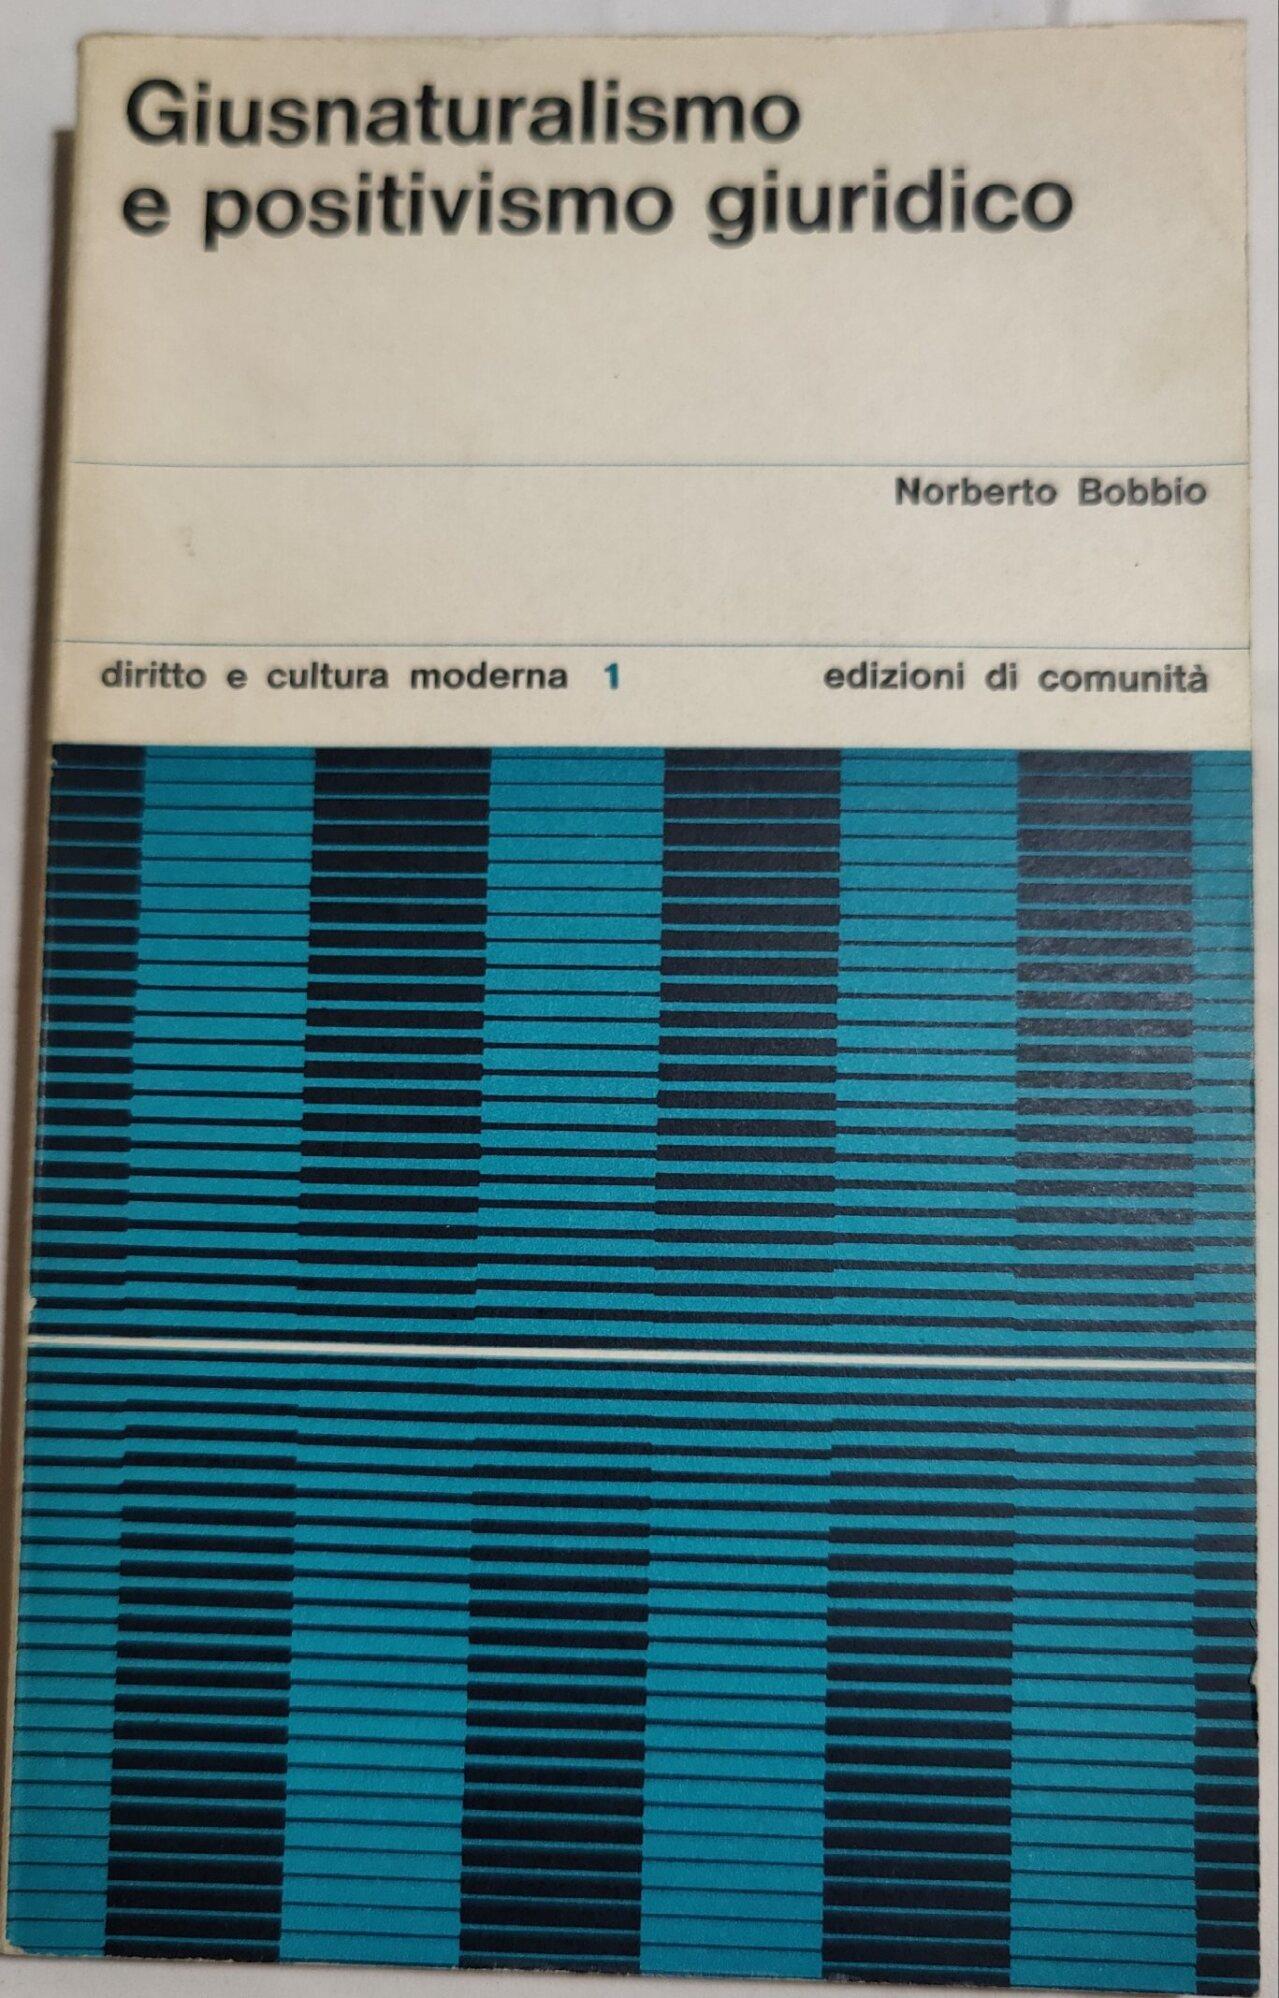 Giusnaturalismo
e positivismo giuridico
Norberto Bobbio
diritto e cultura moderna 1 edizioni di comunità